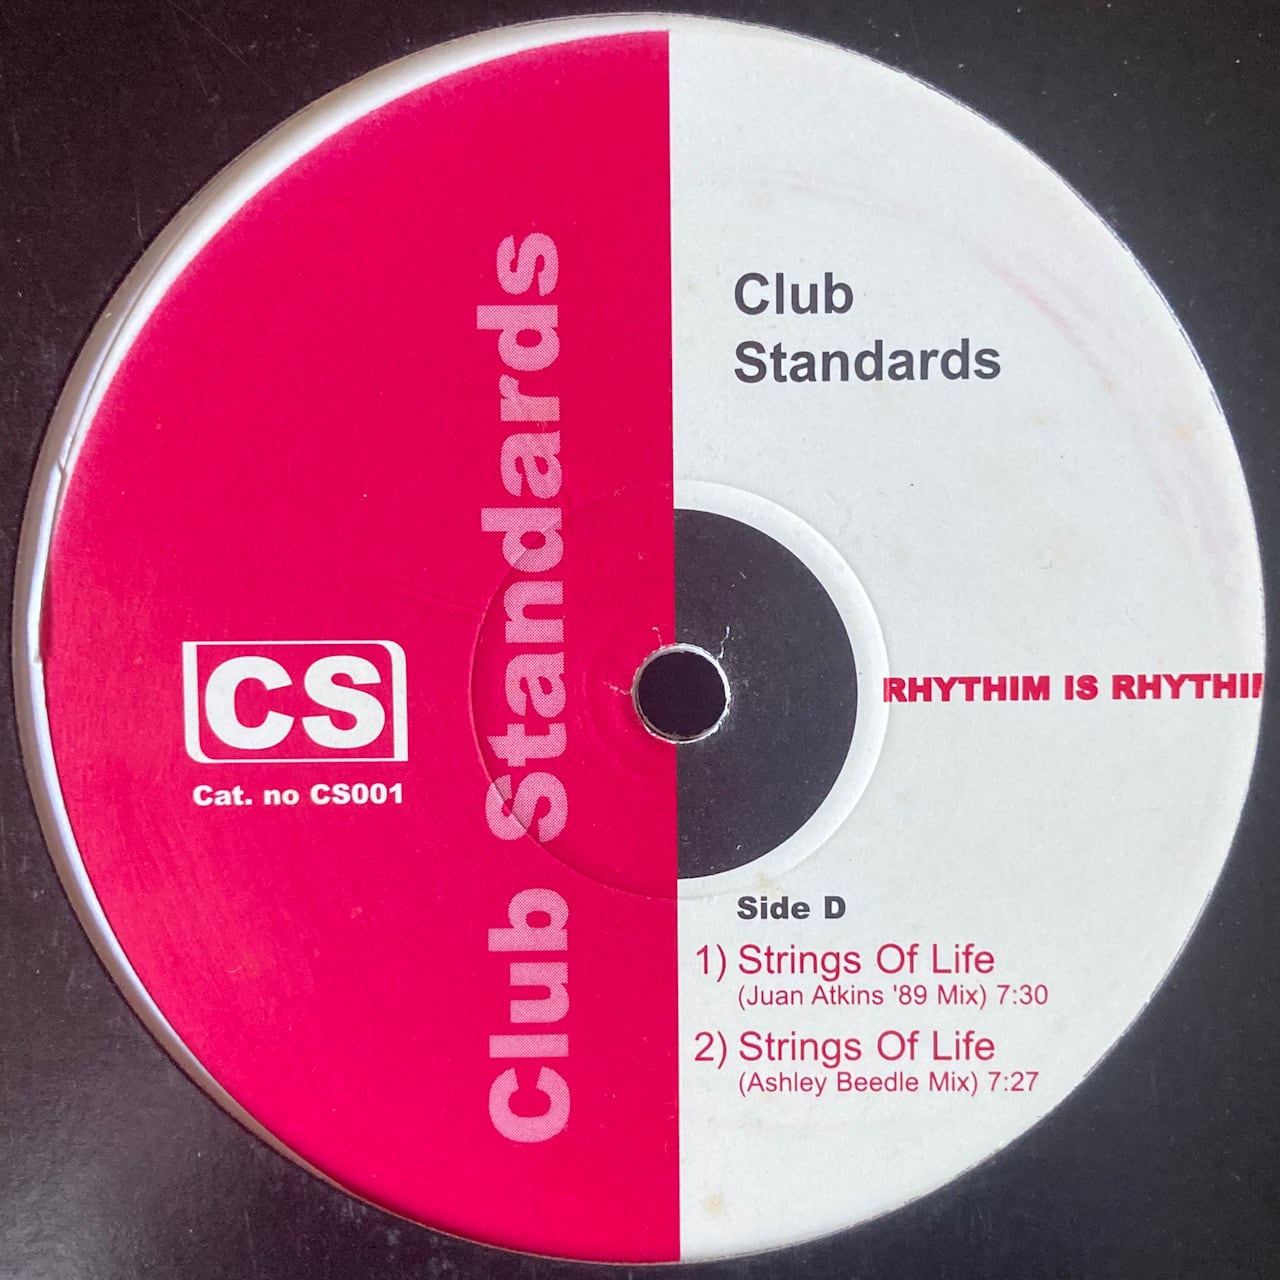 Club Standards
CS
Cat. no CS001
Club
Standards
RHYTHIM IS RHYTHI
Side D
1) Strings Of Life
(Juan Atkins '89 Mix) 7:30
2) Strings Of Life
(Ashley Beedle Mix) 7:27